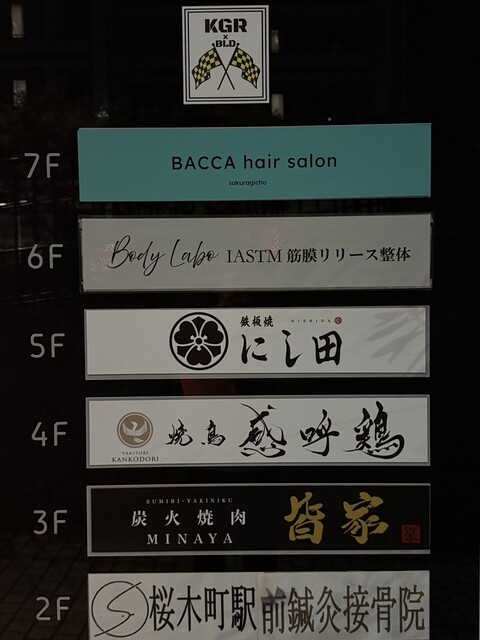 KGR
×
BLD
7F
BACCA hair salon
sakuragicho
6F
Body Labo IASTM 筋膜リリース整体
5F
鉄板焼 NISHIDA
にし田
4F
YAKITORI
KANKODORI
焼鳥 感呼鶏
3F
SUMIBI-YAKINIKU
炭火焼肉
MINAYA
皆家
2F
桜木町駅前鍼灸接骨院